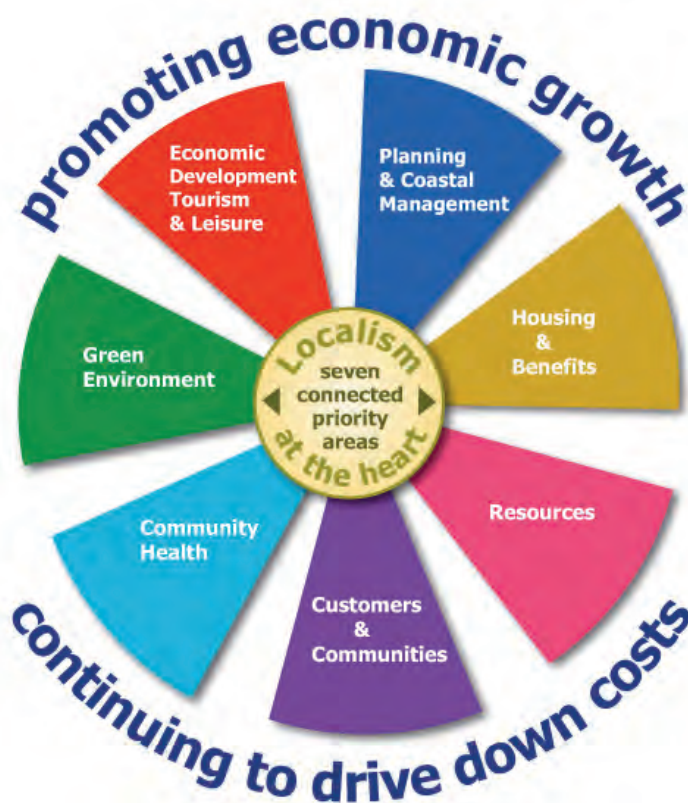 promoting economic growth
Economic
Development
Tourism
& Leisure
Planning
& Coastal
Management
Housing
&
Benefits
Resources
Customers
&
Communities
Community
Health
Green
Environment
Localism
seven
connected
priority
areas
at the heart
continuing to drive down costs